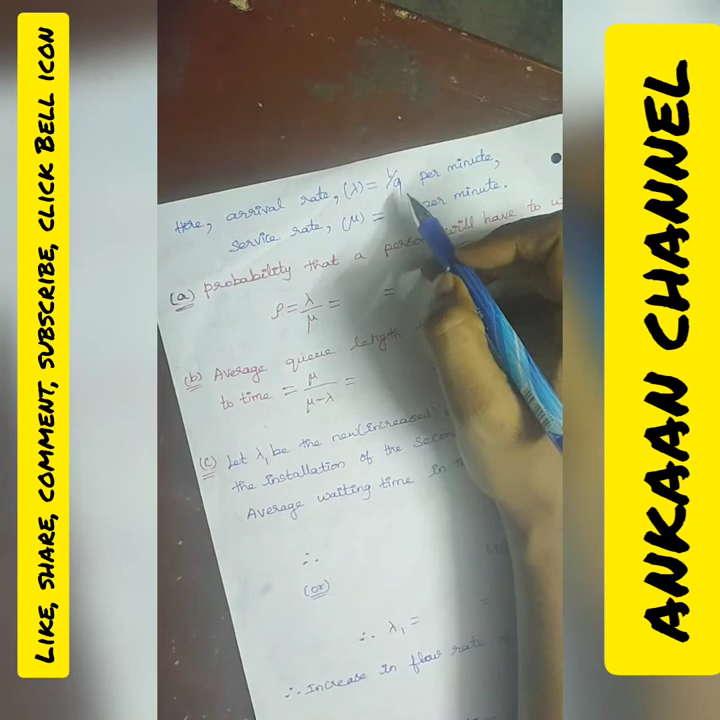 LIKE, SHARE, COMMENT, SUBSCRIBE, CLICK BELL ICON
Here, arrival rate, (λ) = 1/9 per minute,
Service rate, (μ) = per minute.
(a) probability that a person will have to
ρ = λ/μ = =
(b) Average queue length
to time = μ/μ-λ =
(c) Let λ₁ be the new (increased)
the installation of the second
Average waiting time in
∴
(or)
=
∴ λ₁ =
∴ Increase in flow rate
ANKAAN CHANNEL